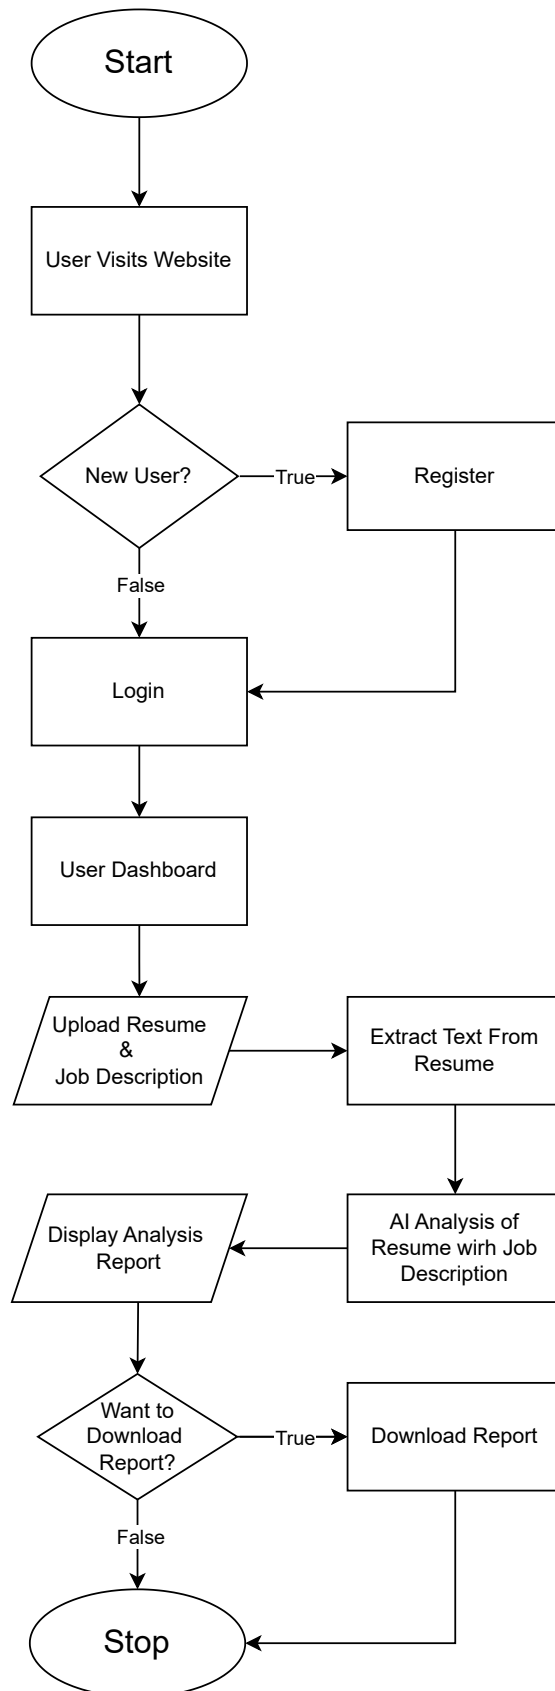 Start
User Visits Website
New User?
True
Register
False
Login
User Dashboard
Upload Resume
&
Job Description
Extract Text From
Resume
AI Analysis of
Resume wirh Job
Description
Display Analysis
Report
Want to
Download
Report?
True
Download Report
False
Stop